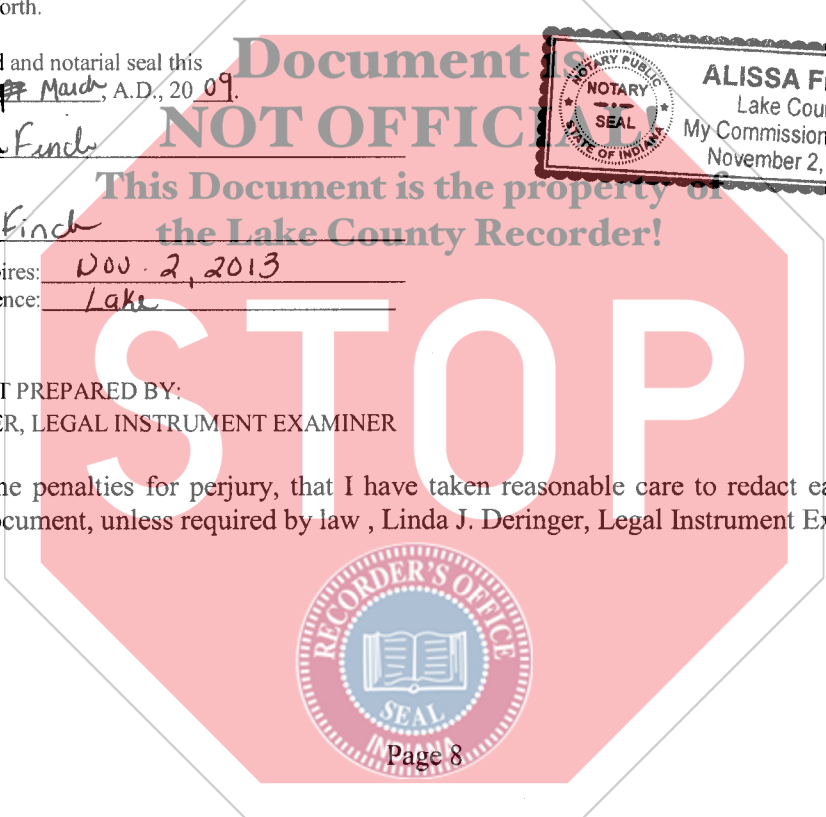 orth.
and notarial seal this
March, A.D., 20 09.
Finch
Finch
ires: Nov. 2, 2013
ence: Lake
T PREPARED BY:
ER, LEGAL INSTRUMENT EXAMINER
he penalties for perjury, that I have taken reasonable care to redact ea
ocument, unless required by law , Linda J. Deringer, Legal Instrument Ex
Page 8
NOTARY PUBLIC
NOTARY
SEAL
STATE OF INDIANA
ALISSA F
Lake Cou
My Commission
November 2,
Document is
NOT OFFICIAL!
This Document is the property of
the Lake County Recorder!
STOP
RECORDER'S OFFICE
SEAL
INDIANA